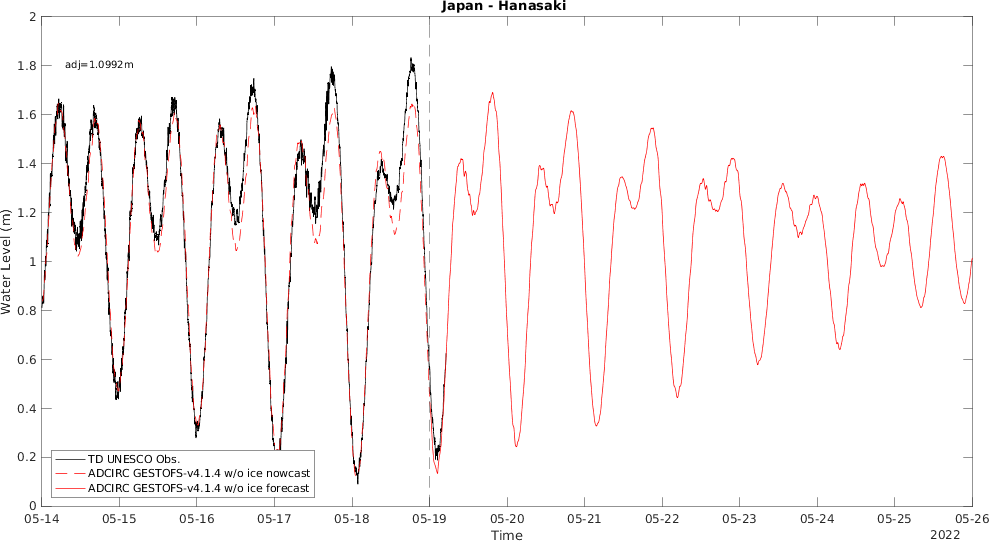 Japan - Hanasaki
2
1.8
1.6
1.4
1.2
1
0.8
0.6
0.4
0.2
0
Water Level (m)
adj=1.0992m
TD UNESCO Obs.
ADCIRC GESTOFS-v4.1.4 w/o ice nowcast
ADCIRC GESTOFS-v4.1.4 w/o ice forecast
05-14 05-15 05-16 05-17 05-18 05-19 05-20 05-21 05-22 05-23 05-24 05-25 05-26
Time
2022